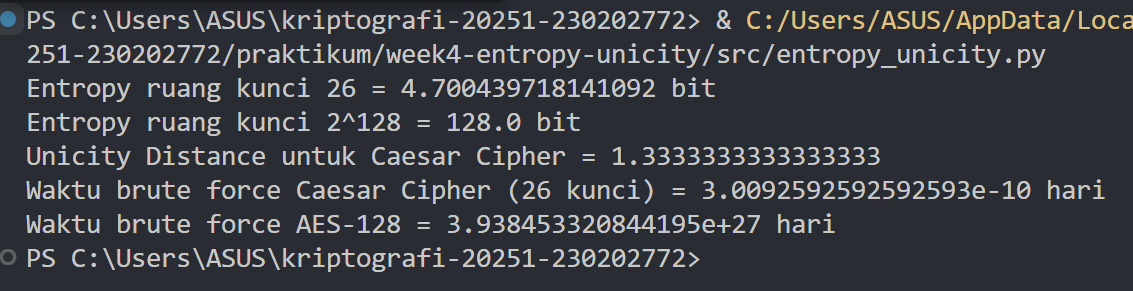 PS C:\Users\ASUS\kriptografi-20251-230202772> & C:/Users/ASUS/AppData/Loca
251-230202772/praktikum/week4-entropy-unicity/src/entropy_unicity.py
Entropy ruang kunci 26 = 4.700439718141092 bit
Entropy ruang kunci 2^128 = 128.0 bit
Unicity Distance untuk Caesar Cipher = 1.3333333333333333
Waktu brute force Caesar Cipher (26 kunci) = 3.0092592592592593e-10 hari
Waktu brute force AES-128 = 3.938453320844195e+27 hari
PS C:\Users\ASUS\kriptografi-20251-230202772>